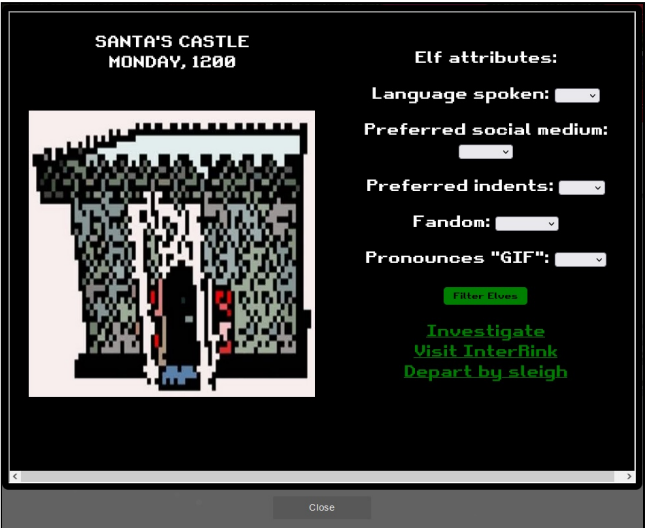 SANTA'S CASTLE
MONDAY, 1200
Elf attributes:
Language spoken:
Preferred social medium:
Preferred indents:
Fandom:
Pronounces "GIF":
Filter Elves
Investigate
Visit InterRink
Depart by sleigh
Close